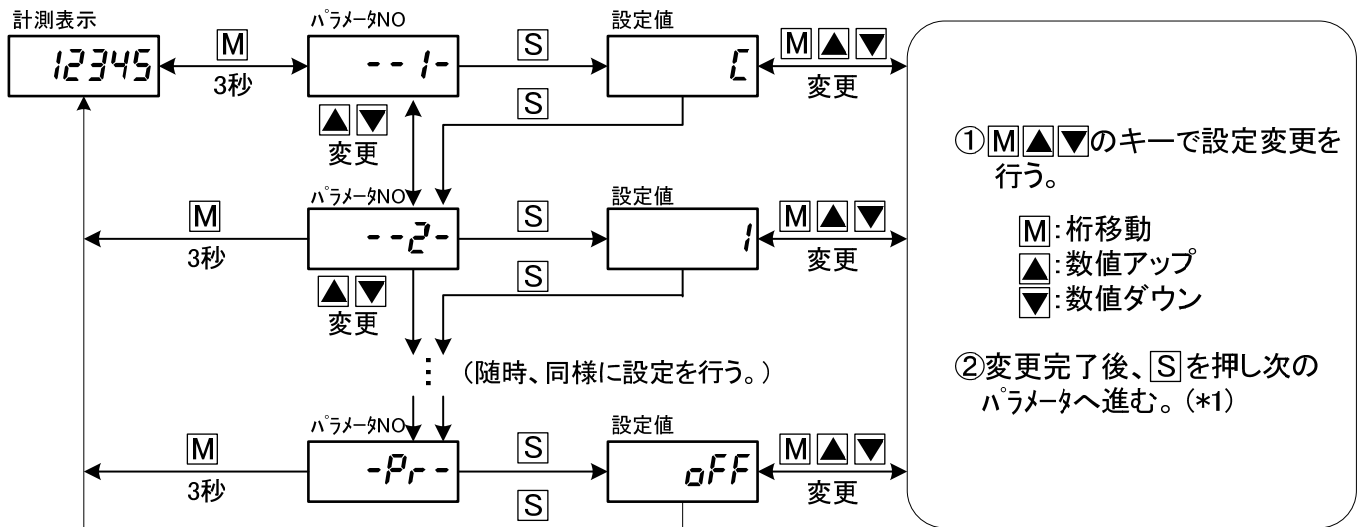 計測表示
パラメータNO
設定値
12345
M
3秒
--1-
S
C
M▲▼
変更
▲▼
変更
S
パラメータNO
設定値
M
3秒
--2-
S
1
M▲▼
変更
▲▼
変更
S
⋮
(随時、同様に設定を行う。)
パラメータNO
設定値
M
3秒
-Pr-
S
oFF
M▲▼
変更
S
①M▲▼のキーで設定変更を
行う。
M:桁移動
▲:数値アップ
▼:数値ダウン
②変更完了後、Sを押し次の
パラメータへ進む。(*1)